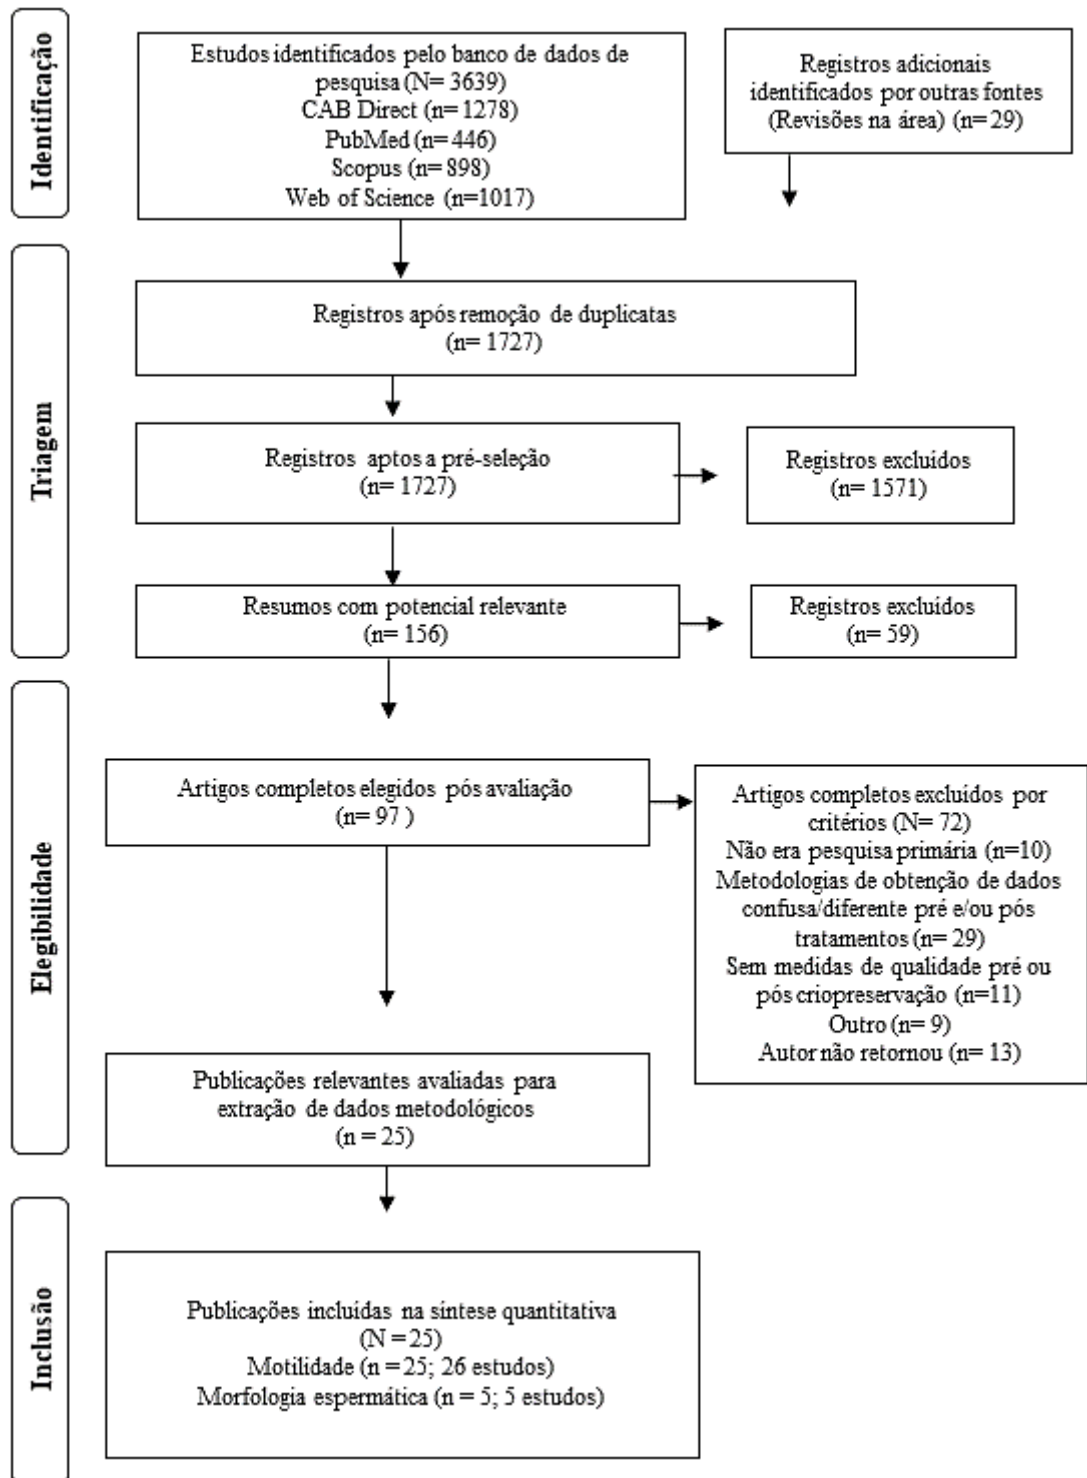 Identificação
Estudos identificados pelo banco de dados de
pesquisa (N= 3639)
CAB Direct (n= 1278)
PubMed (n= 446)
Scopus (n= 898)
Web of Science (n=1017)
Registros adicionais
identificados por outras fontes
(Revisões na área) (n= 29)
Triagem
Registros após remoção de duplicatas
(n= 1727)
Registros aptos a pré-seleção
(n= 1727)
Registros excluídos
(n= 1571)
Resumos com potencial relevante
(n= 156)
Registros excluídos
(n= 59)
Elegibilidade
Artigos completos elegidos pós avaliação
(n= 97 )
Artigos completos excluídos por
critérios (N= 72)
Não era pesquisa primária (n=10)
Metodologias de obtenção de dados
confusa/diferente pré e/ou pós
tratamentos (n= 29)
Sem medidas de qualidade pré ou
pós criopreservação (n=11)
Outro (n= 9)
Autor não retornou (n= 13)
Publicações relevantes avaliadas para
extração de dados metodológicos
(n = 25)
Inclusão
Publicações incluídas na síntese quantitativa
(N = 25)
Motilidade (n = 25; 26 estudos)
Morfologia espermática (n = 5; 5 estudos)